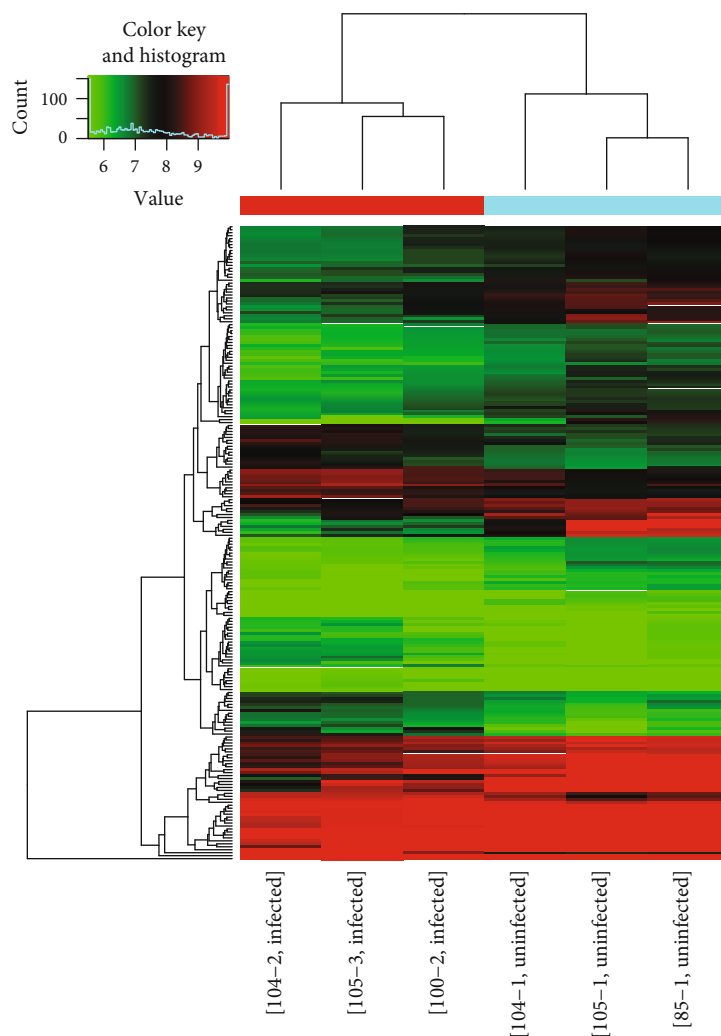 Color key
and histogram
Count
100
0
6 7 8 9
Value
[104−2, infected]
[105−3, infected]
[100−2, infected]
[104−1, uninfected]
[105−1, uninfected]
[85−1, uninfected]